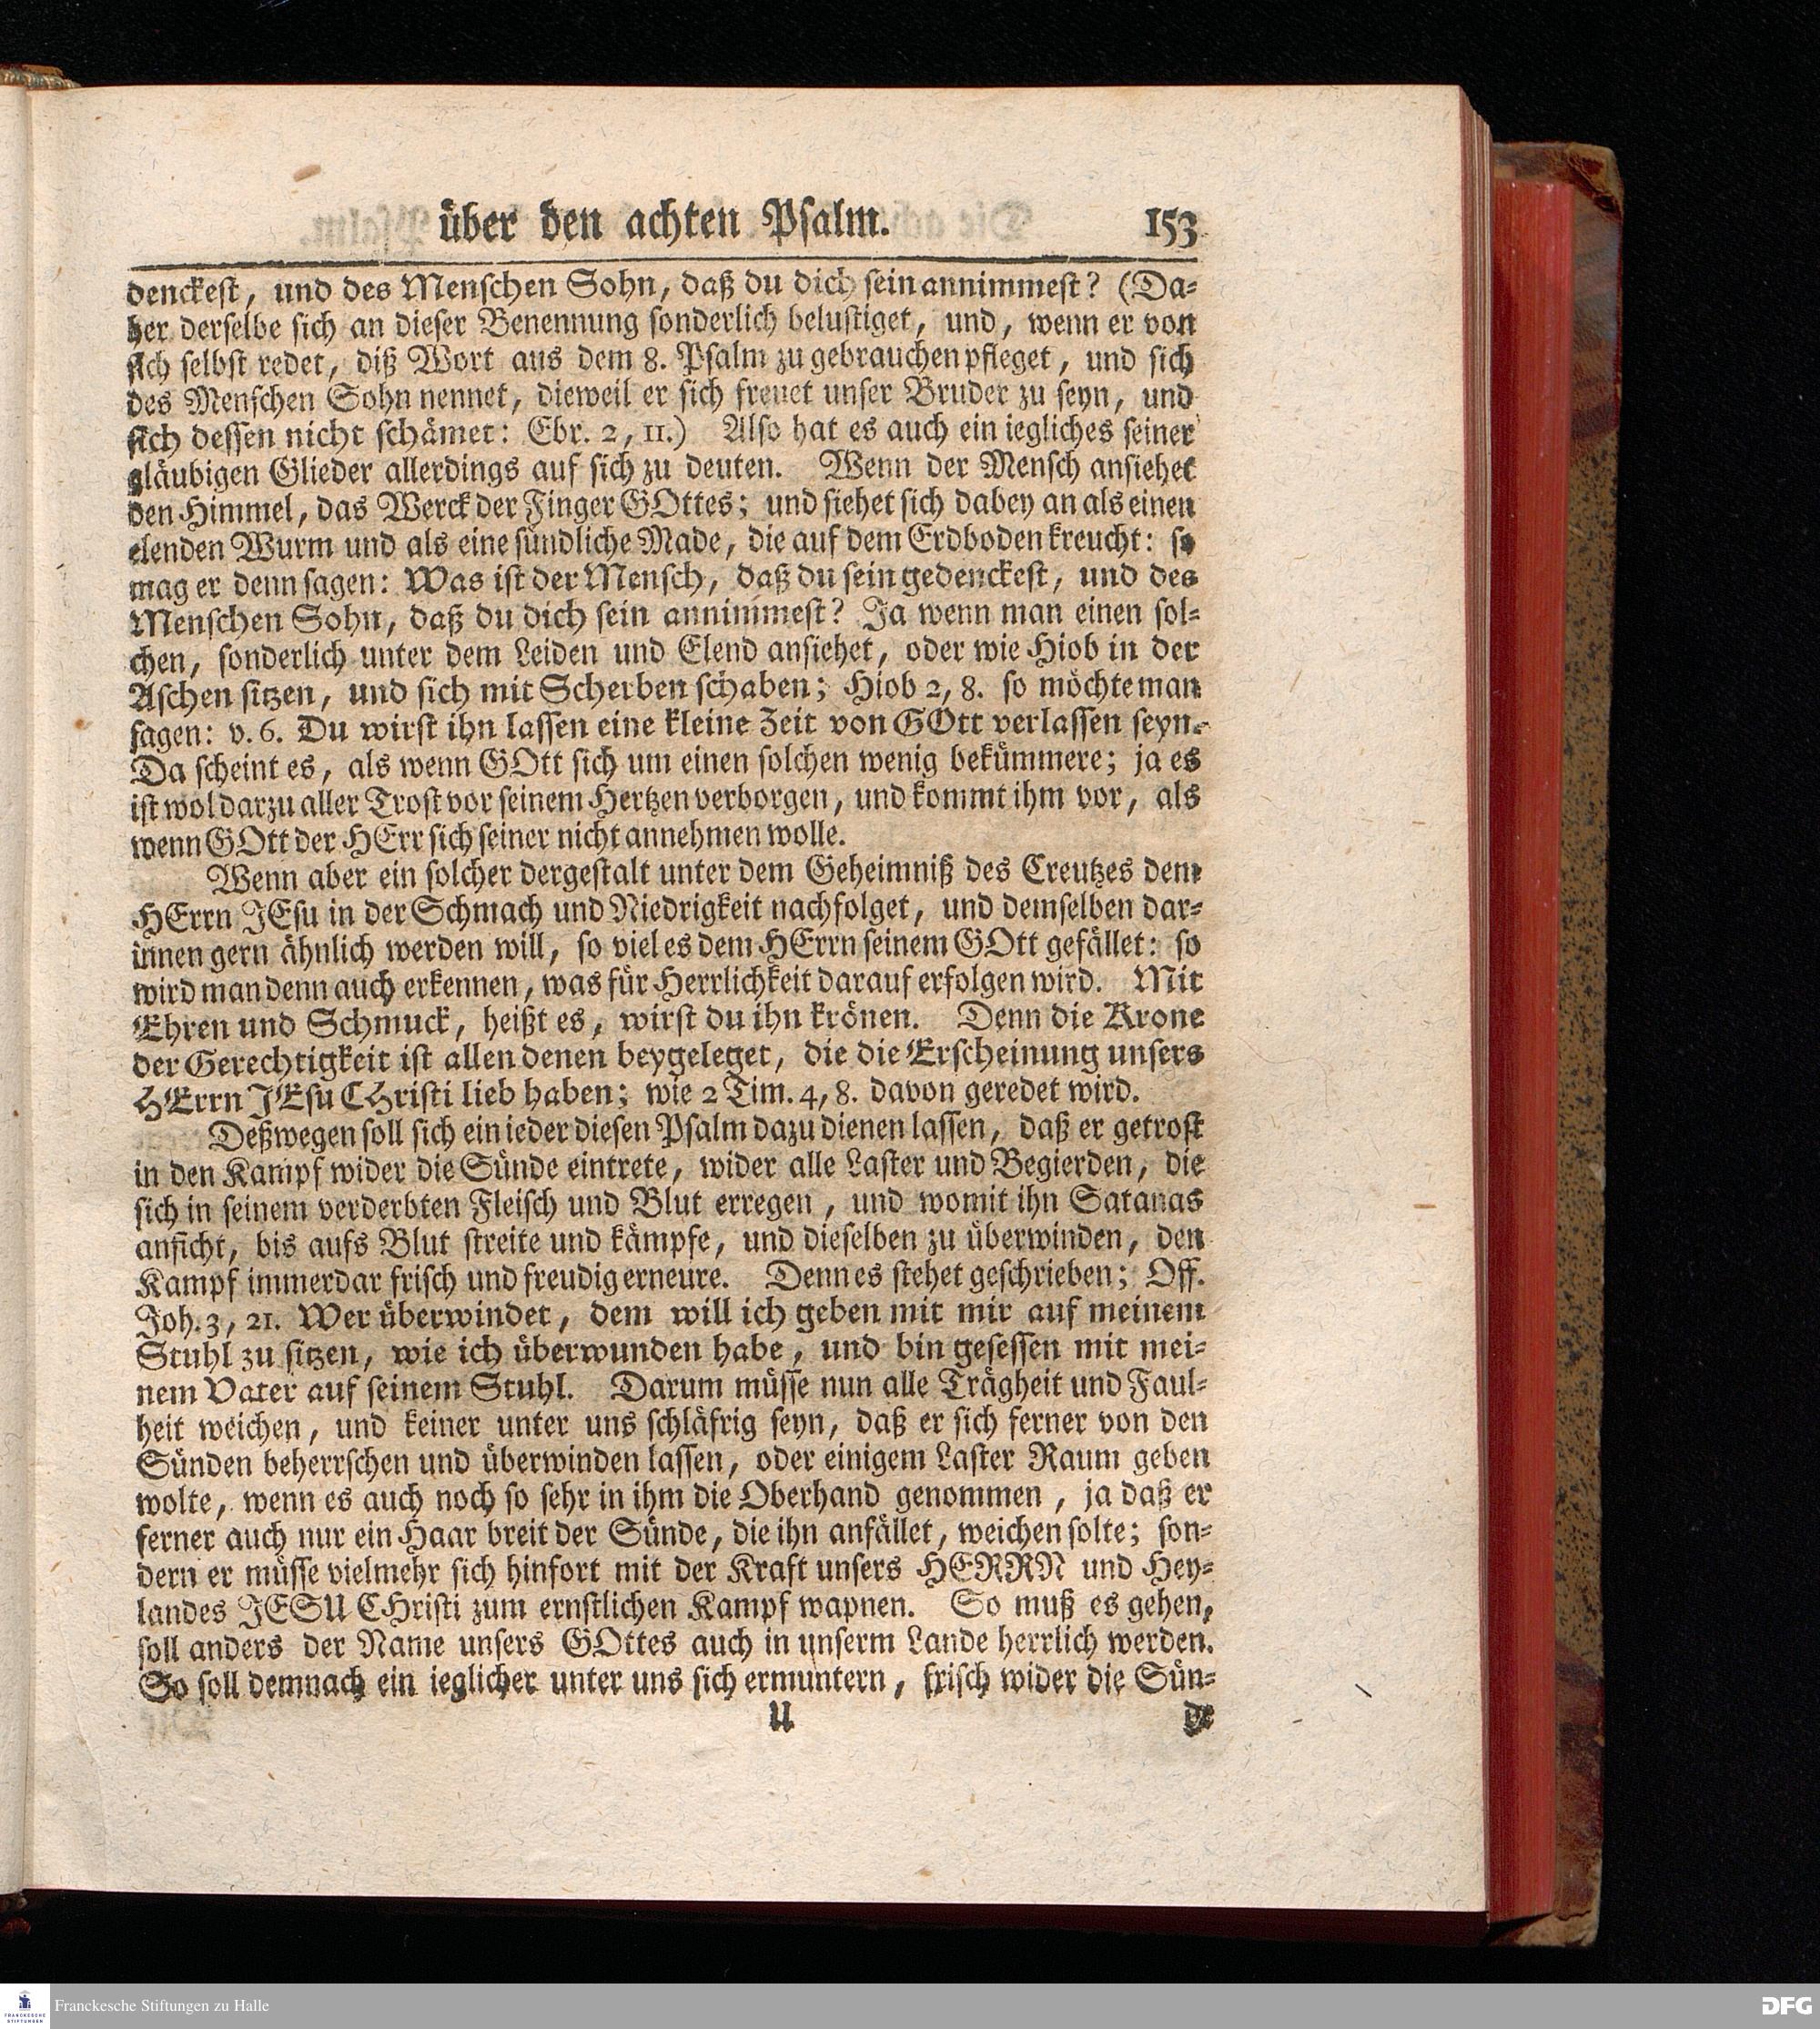 über den achten Psalm. 153
denckest, und des Menschen Sohn, daß du dich sein annimmest? (Da-
her derselbe sich an dieser Benennung sonderlich belustiget, und, wenn er von
sich selbst redet, diß Wort aus dem 8. Psalm zu gebrauchen pfleget, und sich
des Menschen Sohn nennet, dieweil er sich freuet unser Bruder zu seyn, und
sich dessen nicht schämet: Ebr. 2, 11.) Also hat es auch ein iegliches seiner
gläubigen Glieder allerdings auf sich zu deuten. Wenn der Mensch ansiehet
den Himmel, das Werck der Finger GOttes; und siehet sich dabey an als einen
elenden Wurm und als eine sündliche Made, die auf dem Erdboden kreucht: so
mag er denn sagen: Was ist der Mensch, daß du sein gedenckest, und des
Menschen Sohn, daß du dich sein annimmest? Ja wenn man einen sol-
chen, sonderlich unter dem Leiden und Elend ansiehet, oder wie Hiob in der
Aschen sitzen, und sich mit Scherben schaben; Hiob 2, 8. so möchte man
sagen: v. 6. Du wirst ihn lassen eine kleine Zeit von GOtt verlassen seyn.
Da scheint es, als wenn GOtt sich um einen solchen wenig bekümmere; ja es
ist wol darzu aller Trost vor seinem Hertzen verborgen, und kommt ihm vor, als
wenn GOtt der HErr sich seiner nicht annehmen wolle.
Wenn aber ein solcher dergestalt unter dem Geheimniß des Creutzes dem
HErrn JEsu in der Schmach und Niedrigkeit nachfolget, und demselben dar-
innen gern ähnlich werden will, so viel es dem HErrn seinem GOtt gefället: so
wird man denn auch erkennen, was für Herrlichkeit darauf erfolgen wird. Mit
Ehren und Schmuck, heißt es, wirst du ihn krönen. Denn die Krone
der Gerechtigkeit ist allen denen beygeleget, die die Erscheinung unsers
HErrn JEsu CHristi lieb haben; wie 2 Tim. 4, 8. davon geredet wird.
Deßwegen soll sich ein ieder diesen Psalm dazu dienen lassen, daß er getrost
in den Kampf wider die Sünde eintrete, wider alle Laster und Begierden, die
sich in seinem verderbten Fleisch und Blut erregen, und womit ihn Satanas
anficht, bis aufs Blut streite und kämpfe, und dieselben zu überwinden, den
Kampf immerdar frisch und freudig erneure. Denn es stehet geschrieben; Off.
Joh. 3, 21. Wer überwindet, dem will ich geben mit mir auf meinem
Stuhl zu sitzen, wie ich überwunden habe, und bin gesessen mit mei-
nem Vater auf seinem Stuhl. Darum müsse nun alle Trägheit und Faul-
heit weichen, und keiner unter uns schläfrig seyn, daß er sich ferner von den
Sünden beherrschen und überwinden lassen, oder einigem Laster Raum geben
wolte, wenn es auch noch so sehr in ihm die Oberhand genommen, ja daß er
ferner auch nur ein Haar breit der Sünde, die ihn anfället, weichen solte; son-
dern er müsse vielmehr sich hinfort mit der Kraft unsers HERRN und Hey-
landes JESU CHristi zum ernstlichen Kampf wapnen. So muß es gehen,
soll anders der Name unsers GOttes auch in unserm Lande herrlich werden.
So soll demnach ein ieglicher unter uns sich ermuntern, frisch wider die Sün-
U de
FRANCKESCHE STIFTUNGEN
Franckesche Stiftungen zu Halle
DFG